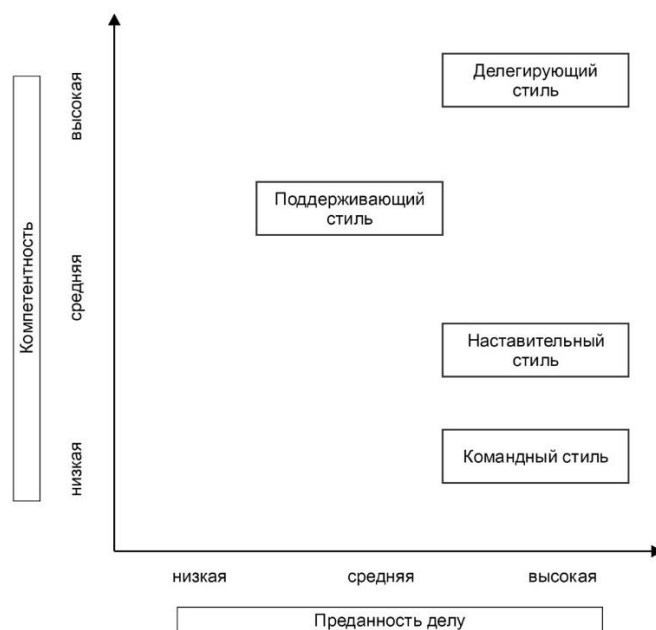 Делегирующий
стиль
высокая
Поддерживающий
стиль
Компетентность
средняя
Наставительный
стиль
Командный стиль
низкая
низкая
средняя
высокая
Преданность делу